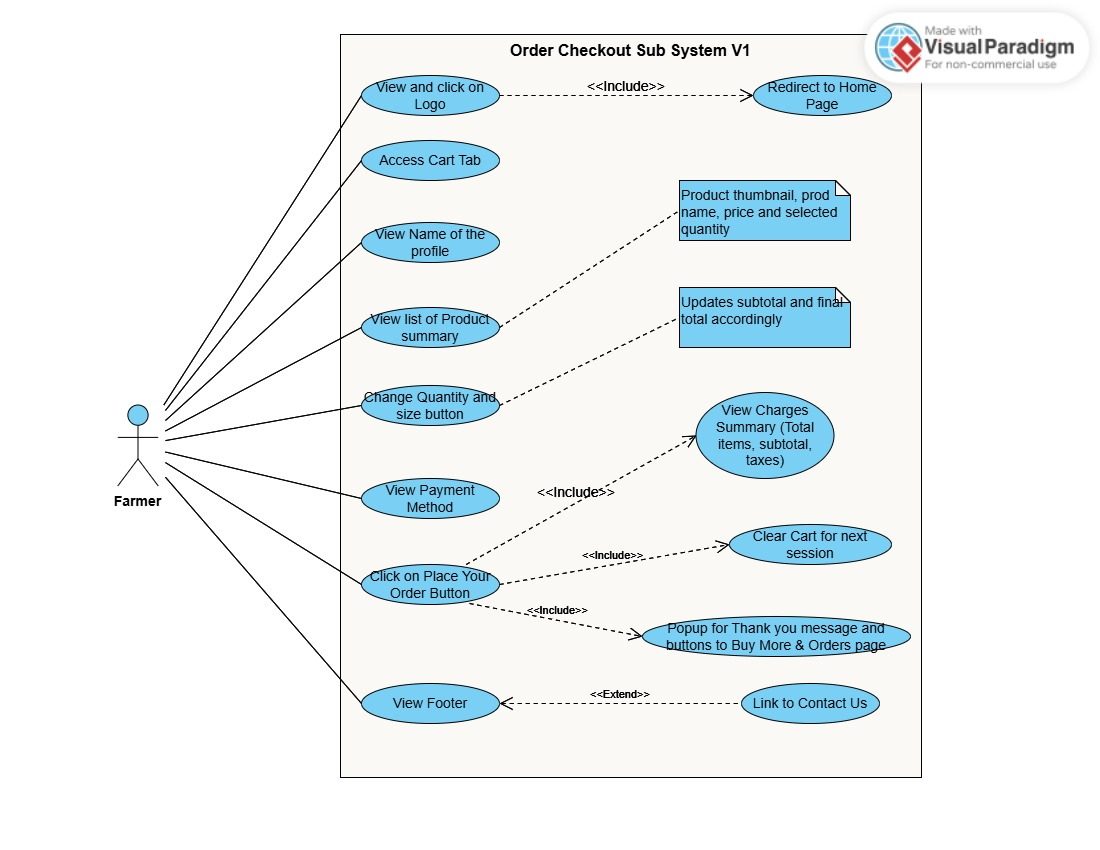 Made with
Visual Paradigm
For non-commercial use
Order Checkout Sub System V1
View and click on
Logo
<<Include>>
Redirect to Home
Page
Access Cart Tab
Product thumbnail, prod
name, price and selected
quantity
View Name of the
profile
Updates subtotal and final
total accordingly
View list of Product
summary
Change Quantity and
size button
View Charges
Summary (Total
items, subtotal,
taxes)
Farmer
View Payment
Method
<<Include>>
Clear Cart for next
session
<<Include>>
Click on Place Your
Order Button
<<Include>>
Popup for Thank you message and
buttons to Buy More & Orders page
View Footer
<<Extend>>
Link to Contact Us